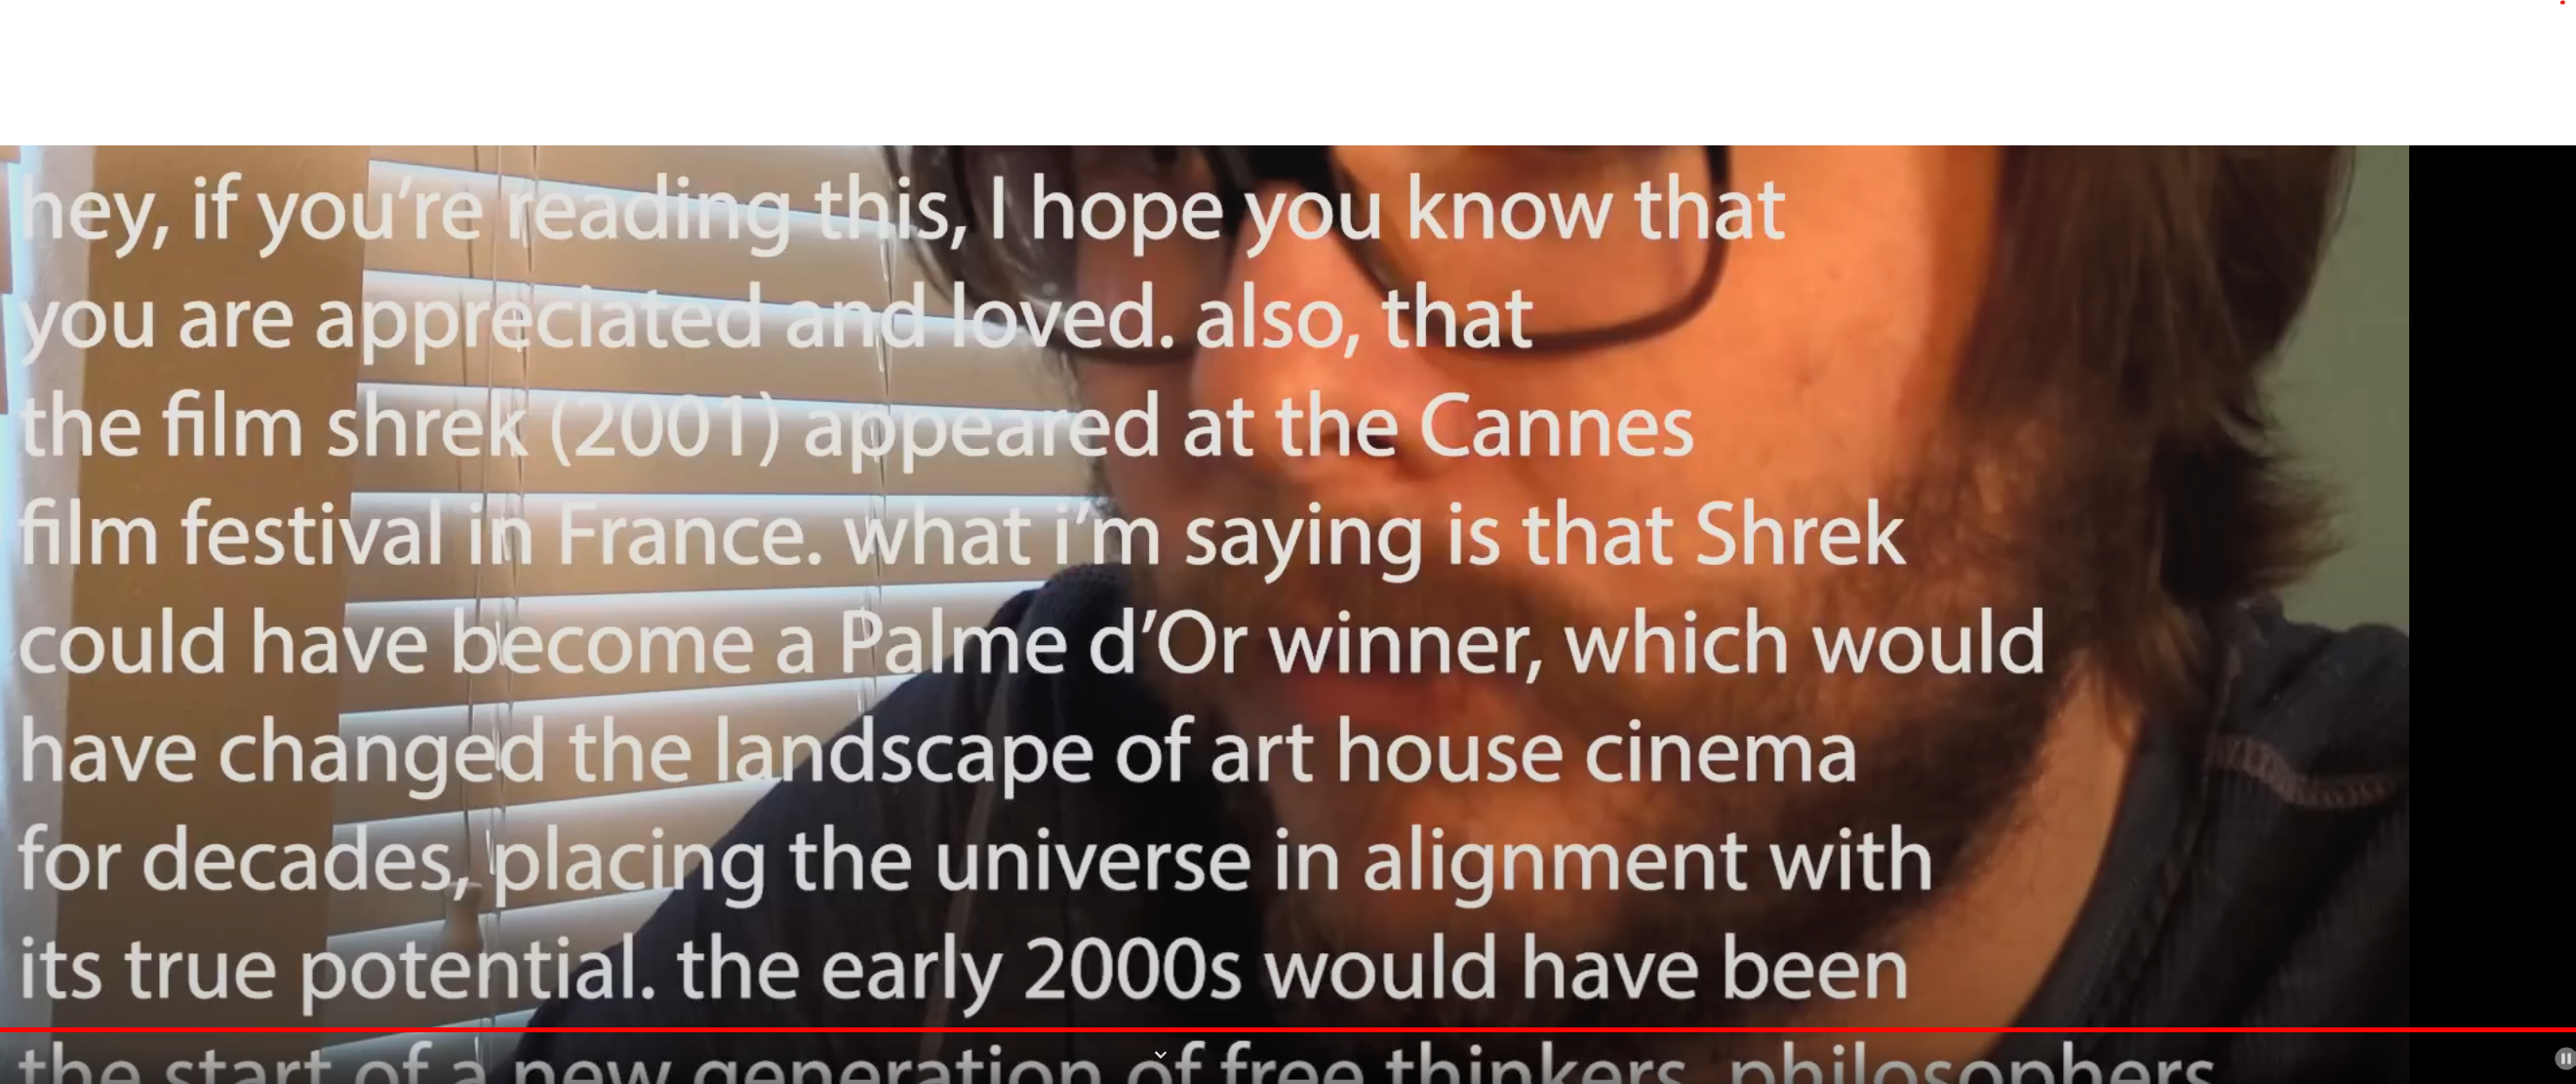 hey, if you’re reading this, I hope you know that
you are appreciated and loved. also, that
the film shrek (2001) appeared at the Cannes
film festival in France. what i’m saying is that Shrek
could have become a Palme d’Or winner, which would
have changed the landscape of art house cinema
for decades, placing the universe in alignment with
its true potential. the early 2000s would have been
the start of a new generation of free thinkers, philosophers